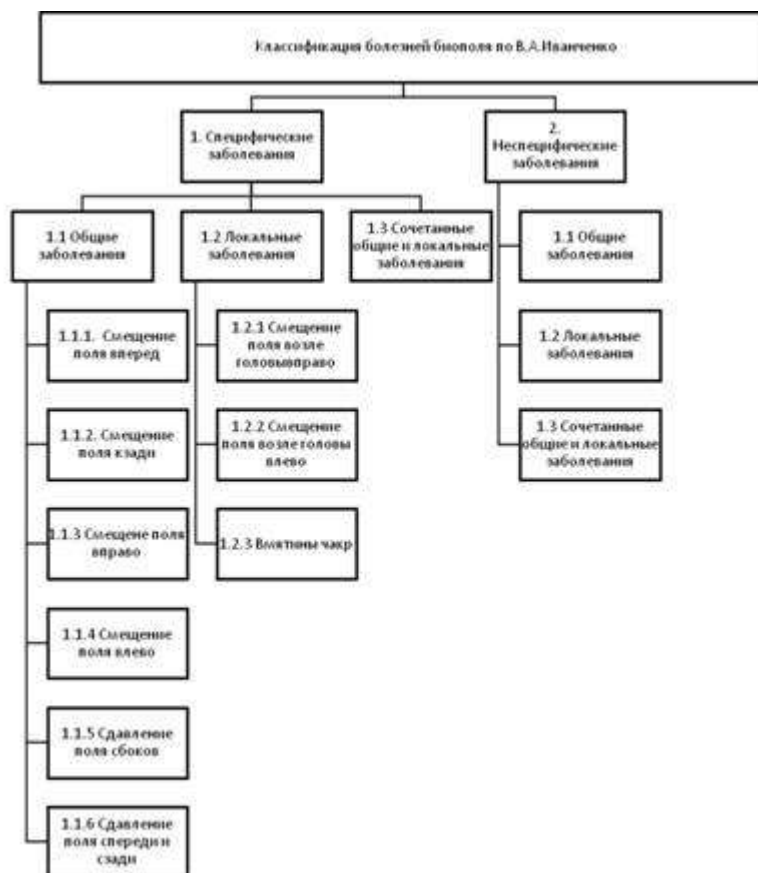 Классификация болезней биополя по В.А.Иванченко
1. Специфические
заболевания
2.
Неспецифические
заболевания
1.1 Общие
заболевания
1.2 Локальные
заболевания
1.3 Сочетанные
общие и локальные
заболевания
1.1 Общие
заболевания
1.1.1. Смещение
поля вперед
1.2.1 Смещение
поля возле
головывправо
1.2 Локальные
заболевания
1.1.2. Смещение
поля кзади
1.2.2 Смещение
поля возле головы
влево
1.3 Сочетанные
общие и локальные
заболевания
1.1.3 Смещене поля
вправо
1.2.3 Вмятины чакр
1.1.4 Смещение
поля влево
1.1.5 Сдавление
поля сбоков
1.1.6 Сдавление
поля спереди и
сзади